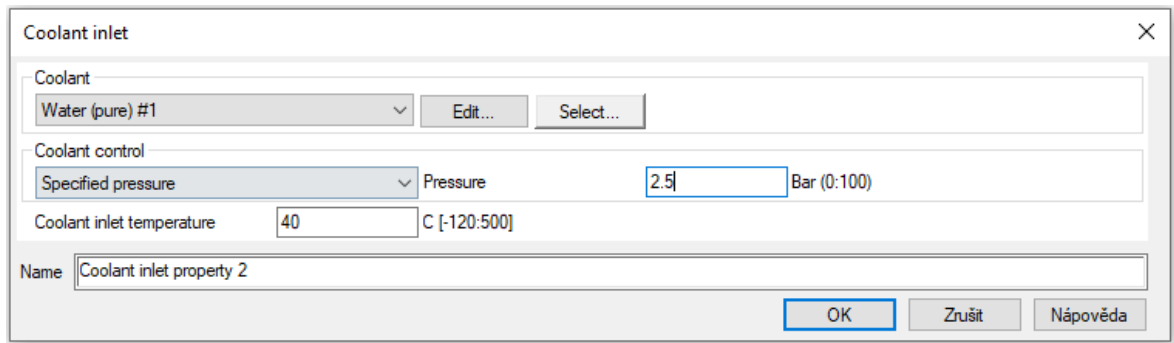 Coolant inlet
Coolant
Water (pure) #1 Edit... Select...
Coolant control
Specified pressure Pressure 2.5 Bar (0:100)
Coolant inlet temperature 40 C [-120:500]
Name Coolant inlet property 2
OK Zrušit Nápověda